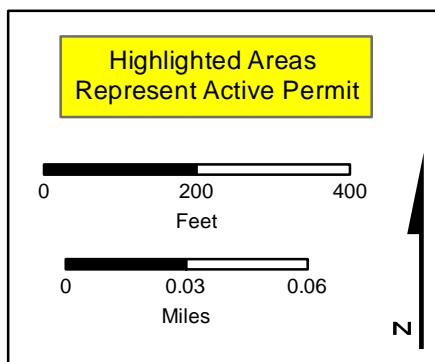 Highlighted Areas
Represent Active Permit
0 200 400
Feet
0 0.03 0.06
Miles
N